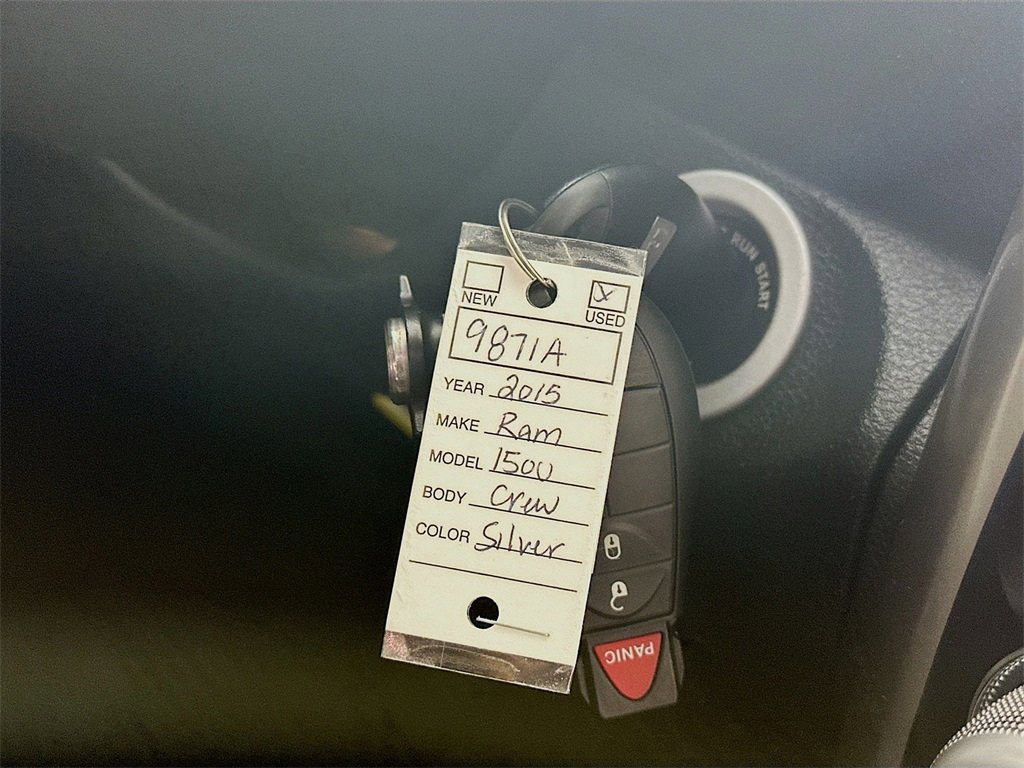 NEW
USED
9871A
YEAR 2015
MAKE Ram
MODEL 1500
BODY Crew
COLOR Silver
RUN START
PANIC